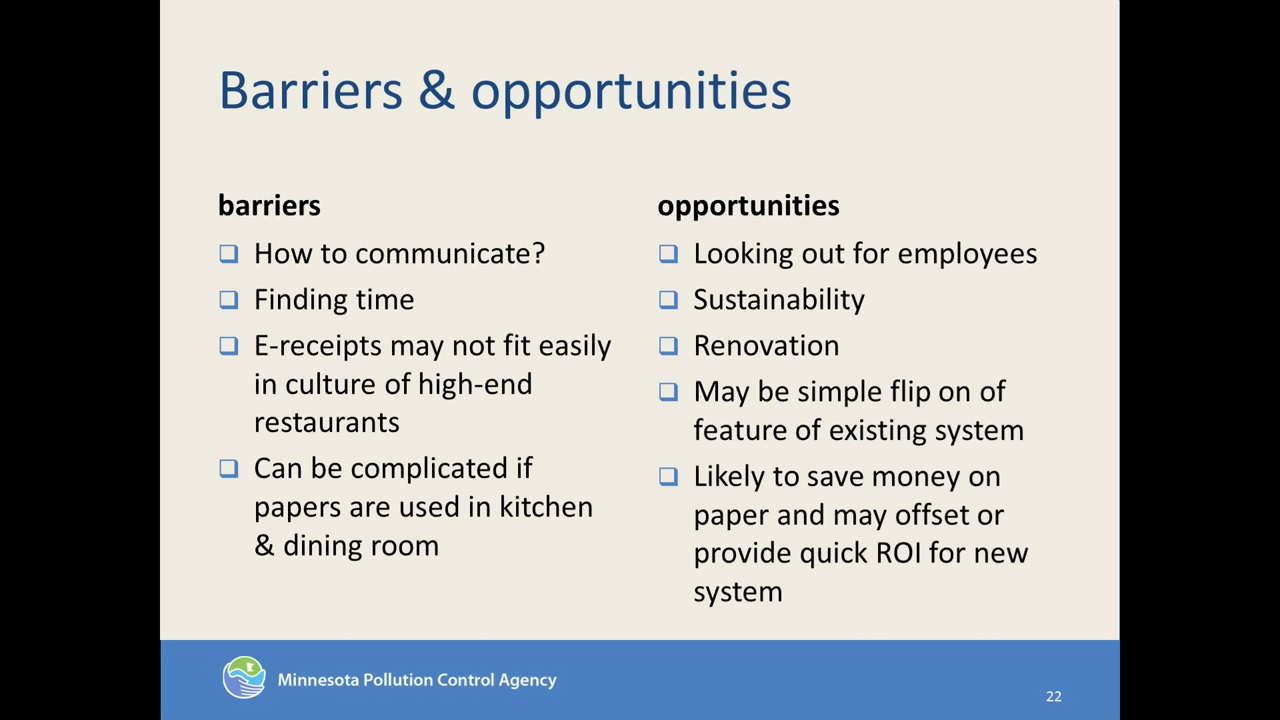 Barriers & opportunities
barriers
How to communicate?
Finding time
E-receipts may not fit easily
in culture of high-end
restaurants
Can be complicated if
papers are used in kitchen
& dining room
opportunities
Looking out for employees
Sustainability
Renovation
May be simple flip on of
feature of existing system
Likely to save money on
paper and may offset or
provide quick ROI for new
system
Minnesota Pollution Control Agency
22